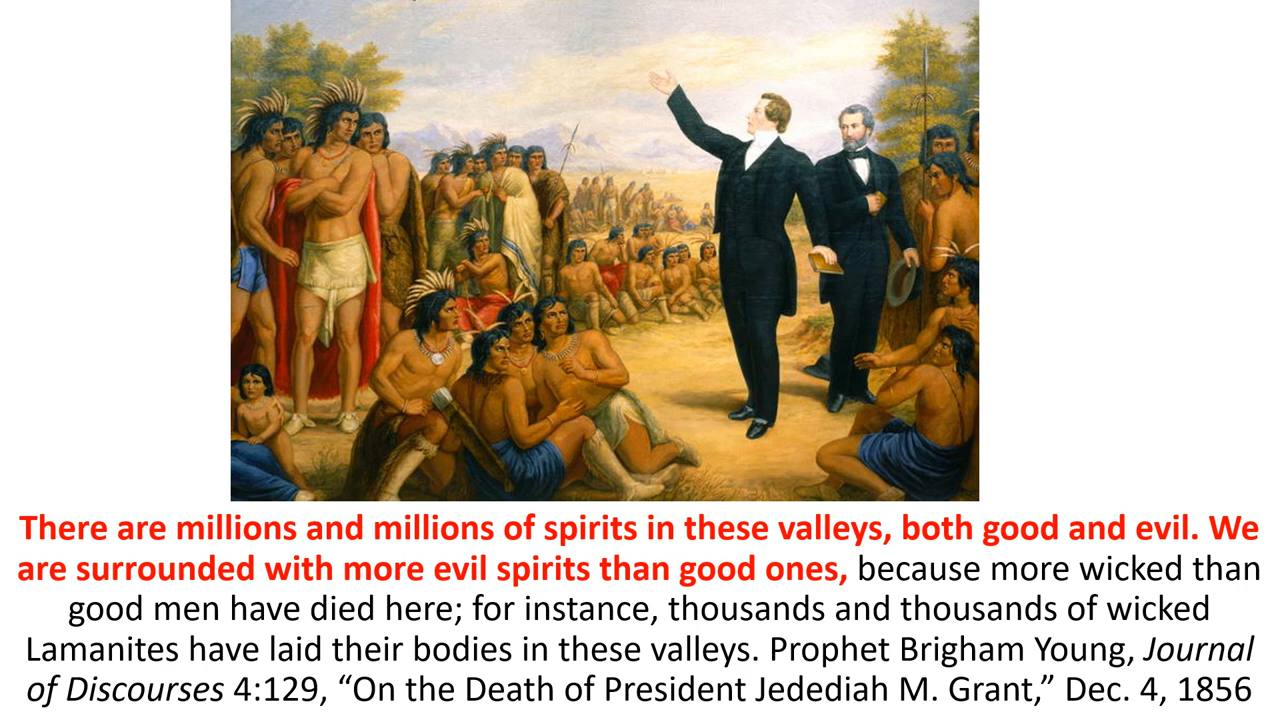 There are millions and millions of spirits in these valleys, both good and evil. We
are surrounded with more evil spirits than good ones, because more wicked than
good men have died here; for instance, thousands and thousands of wicked
Lamanites have laid their bodies in these valleys. Prophet Brigham Young, Journal
of Discourses 4:129, “On the Death of President Jedediah M. Grant,” Dec. 4, 1856